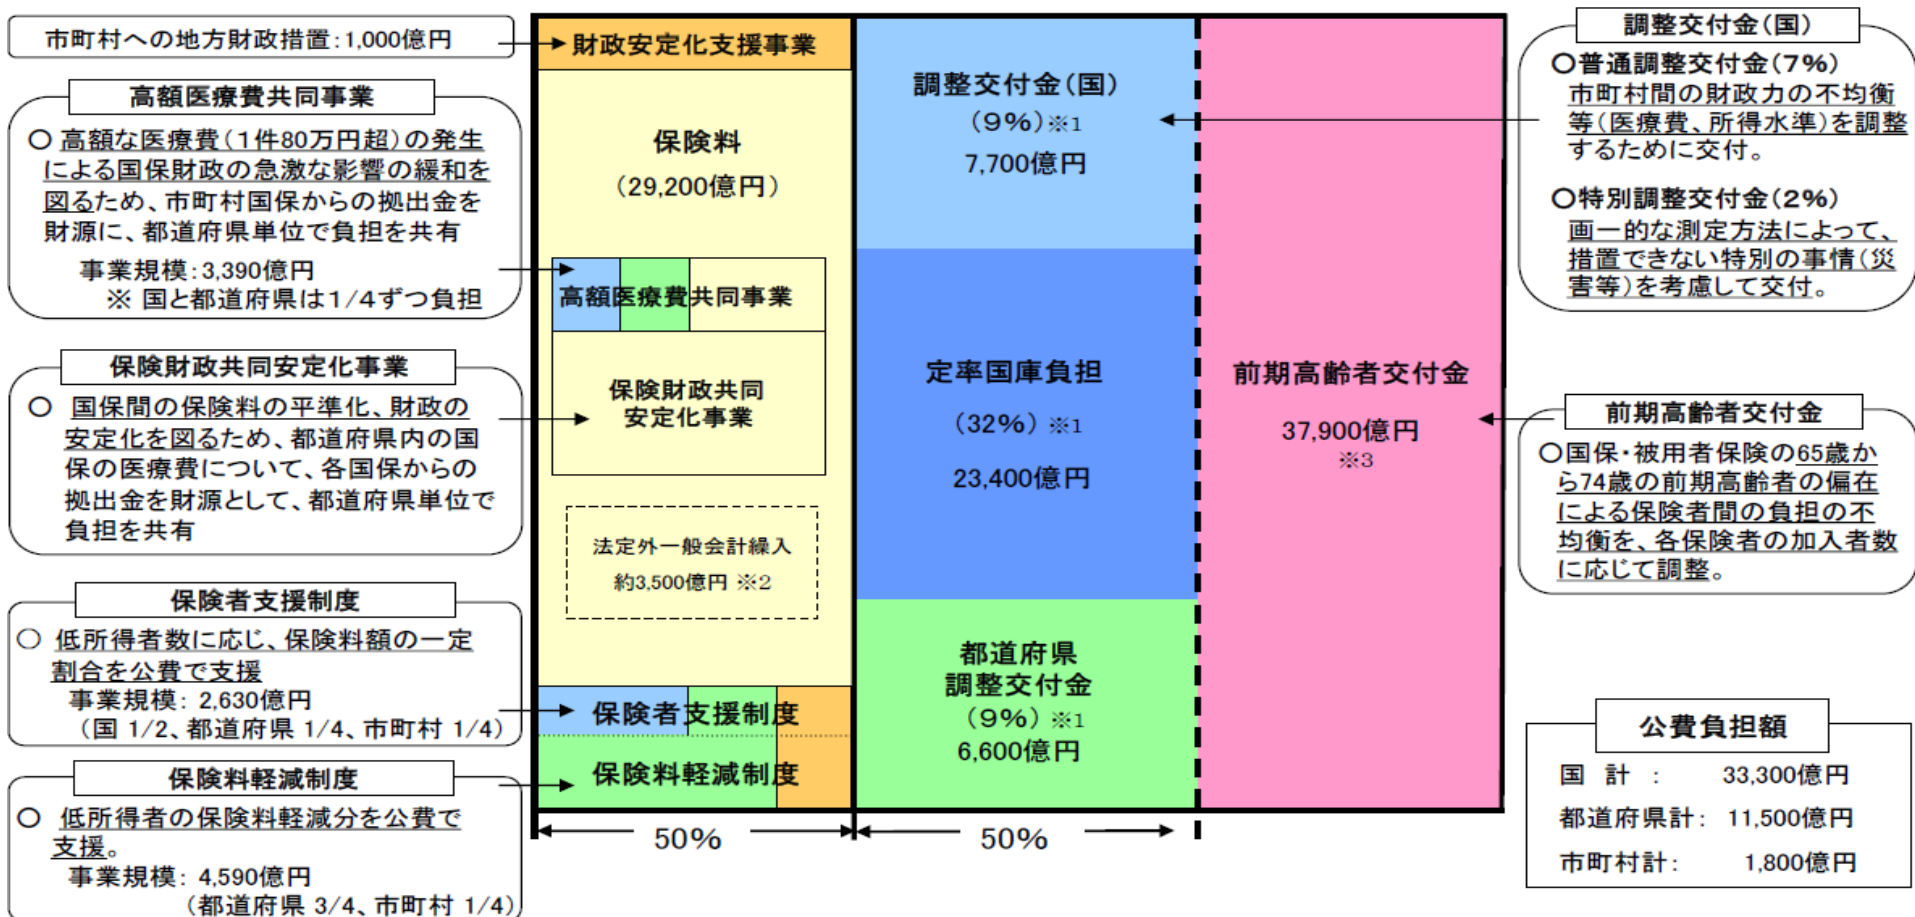 市町村への地方財政措置:1,000億円
高額医療費共同事業
○ 高額な医療費(1件80万円超)の発生
による国保財政の急激な影響の緩和を
図るため、市町村国保からの拠出金を
財源に、都道府県単位で負担を共有
事業規模:3,390億円
※ 国と都道府県は1/4ずつ負担
保険財政共同安定化事業
○ 国保間の保険料の平準化、財政の
安定化を図るため、都道府県内の国
保の医療費について、各国保からの
拠出金を財源として、都道府県単位で
負担を共有
保険者支援制度
○ 低所得者数に応じ、保険料額の一定
割合を公費で支援
事業規模: 2,630億円
(国 1/2、都道府県 1/4、市町村 1/4)
保険料軽減制度
○ 低所得者の保険料軽減分を公費で
支援。
事業規模: 4,590億円
(都道府県 3/4、市町村 1/4)
財政安定化支援事業
保険料
(29,200億円)
高額医療費共同事業
保険財政共同
安定化事業
法定外一般会計繰入
約3,500億円 ※2
保険者支援制度
保険料軽減制度
50%
調整交付金(国)
(9%)※1
7,700億円
定率国庫負担
(32%) ※1
23,400億円
都道府県
調整交付金
(9%) ※1
6,600億円
50%
前期高齢者交付金
37,900億円
※3
調整交付金(国)
○普通調整交付金(7%)
市町村間の財政力の不均衡
等(医療費、所得水準)を調整
するために交付。
○特別調整交付金(2%)
画一的な測定方法によって、
措置できない特別の事情(災
害等)を考慮して交付。
前期高齢者交付金
○国保・被用者保険の65歳か
ら74歳の前期高齢者の偏在
による保険者間の負担の不
均衡を、各保険者の加入者数
に応じて調整。
公費負担額
国 計 : 33,300億円
都道府県計: 11,500億円
市町村計: 1,800億円